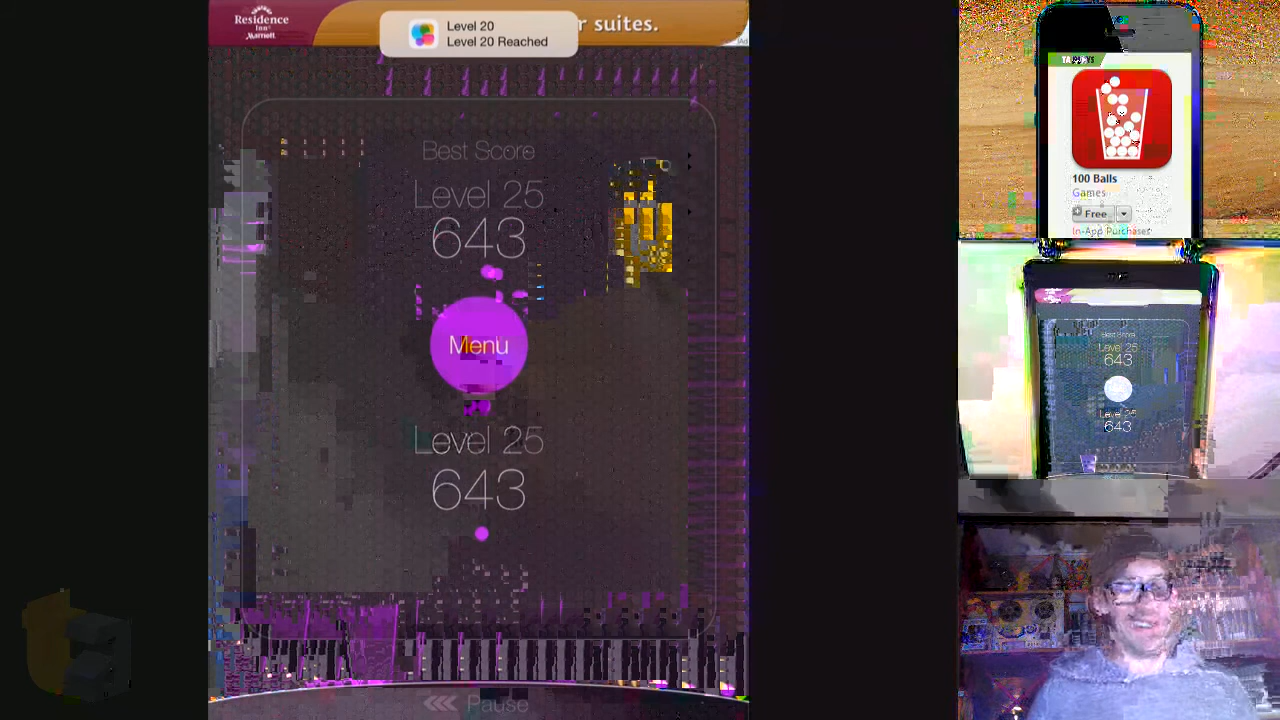 Residence
Inn
Marriott
r suites.
Level 20
Level 20 Reached
Best Score
Level 25
643
Menu
Level 25
643
Pause
100 Balls
Games
Free
In-App Purchases
Best Score
Level 25
643
Level 25
643